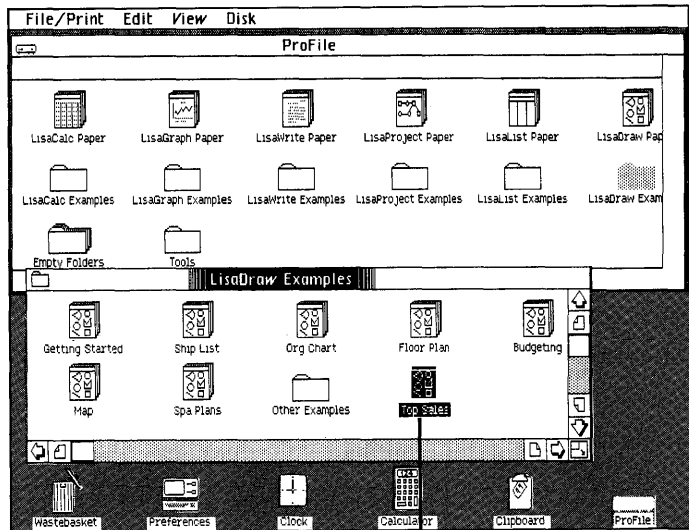 File/Print Edit View Disk
ProFile
LisaCalc Paper LisaGraph Paper LisaWrite Paper LisaProject Paper LisaList Paper LisaDraw Pap
LisaCalc Examples LisaGraph Examples LisaWrite Examples LisaProject Examples LisaList Examples LisaDraw Exam
Empty Folders Tools
LisaDraw Examples
Getting Started Ship List Org Chart Floor Plan Budgeting
Map Spa Plans Other Examples Top Sales
Wastebasket Preferences Clock Calculator Clipboard ProFile